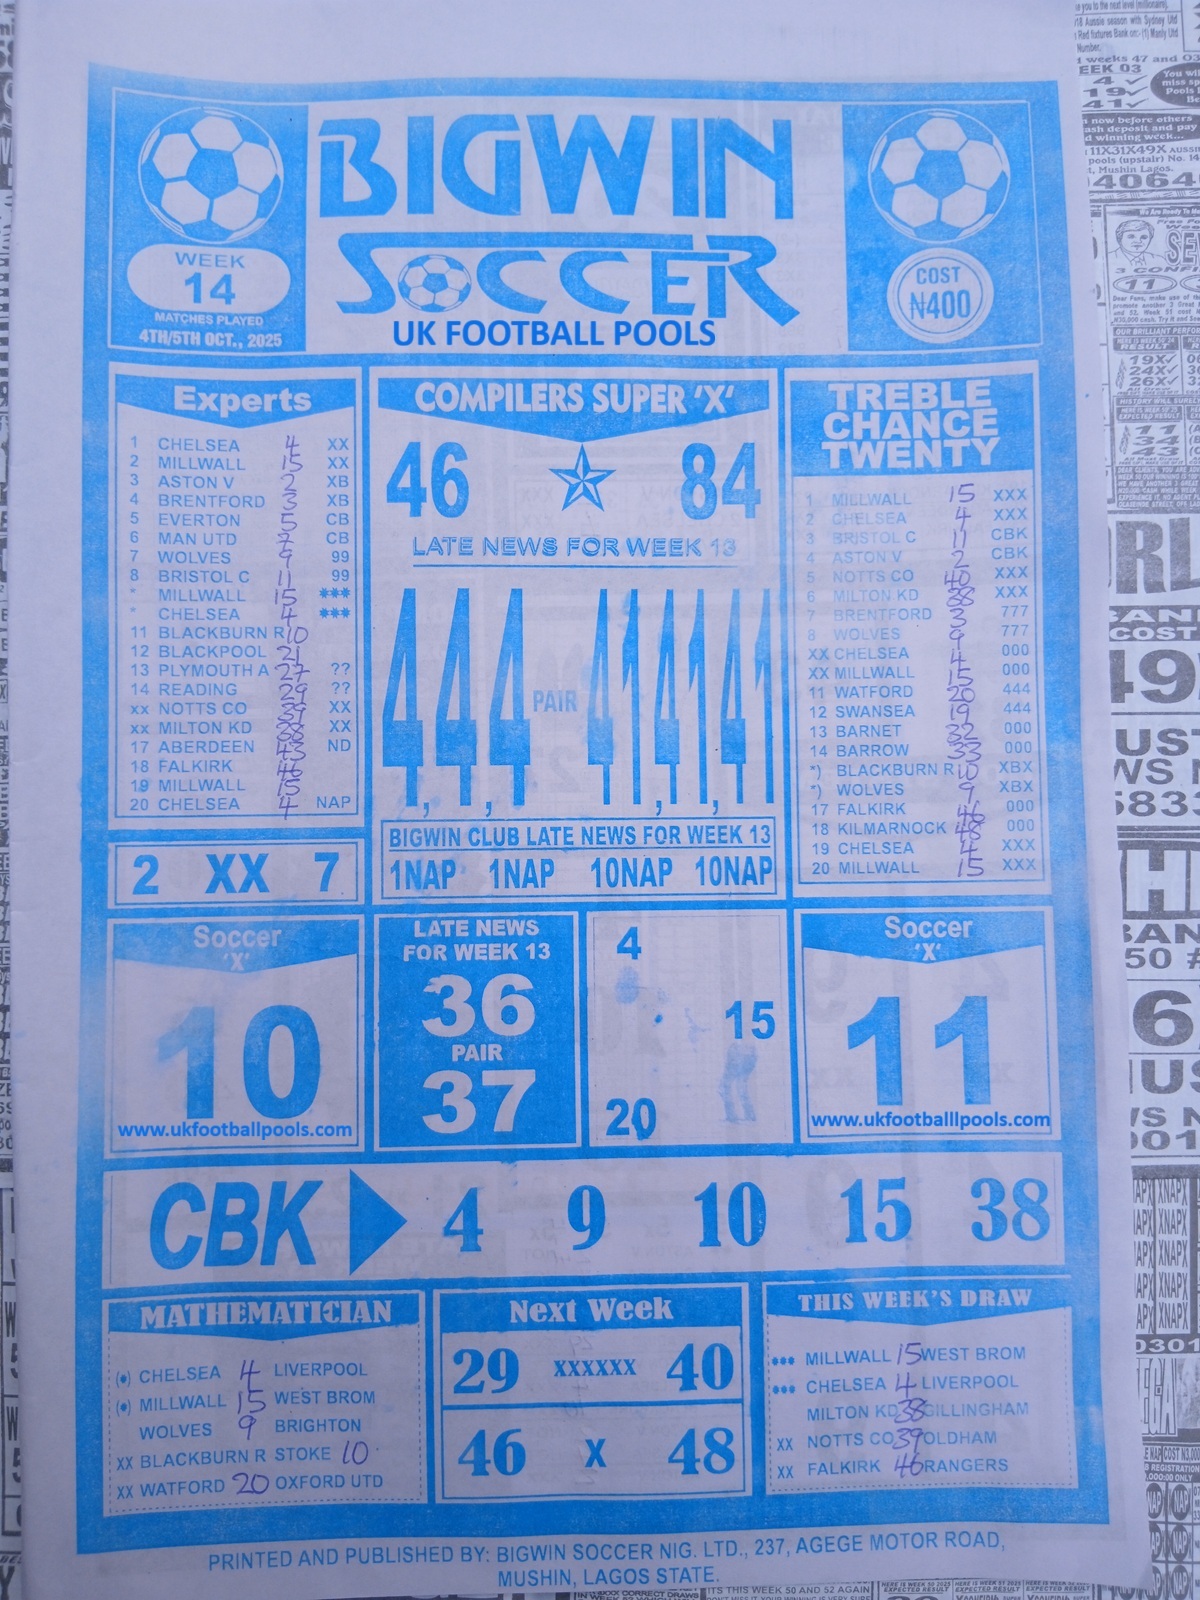 BIGWIN
SOCCER
UK FOOTBALL POOLS
WEEK
14
MATCHES PLAYED
4TH/5TH OCT., 2025
COST
₦400
Experts
1 CHELSEA 4 XX
2 MILLWALL 15 XX
3 ASTON V 2 XB
4 BRENTFORD 3 XB
5 EVERTON 5 CB
6 MAN UTD 7 CB
7 WOLVES 9 99
8 BRISTOL C 11 99
* MILLWALL 15 ***
* CHELSEA 4 ***
11 BLACKBURN R 10
12 BLACKPOOL 21
13 PLYMOUTH A 27 ??
14 READING 29 ??
xx NOTTS CO 39 XX
xx MILTON KD 38 XX
17 ABERDEEN 43 ND
18 FALKIRK 46
19 MILLWALL 15
20 CHELSEA 4 NAP
2 XX 7
COMPILERS SUPER 'X'
46 84
LATE NEWS FOR WEEK 13
4, 4, 4 PAIR 41, 41, 41
BIGWIN CLUB LATE NEWS FOR WEEK 13
1NAP 1NAP 10NAP 10NAP
TREBLE
CHANCE
TWENTY
1 MILLWALL 15 XXX
2 CHELSEA 4 XXX
3 BRISTOL C 11 CBK
4 ASTON V 2 CBK
5 NOTTS CO 40 XXX
6 MILTON KD 38 XXX
7 BRENTFORD 3 777
8 WOLVES 9 777
XX CHELSEA 4 000
XX MILLWALL 15 000
11 WATFORD 20 444
12 SWANSEA 19 444
13 BARNET 32 000
14 BARROW 33 000
*) BLACKBURN R 10 XBX
*) WOLVES 9 XBX
17 FALKIRK 46 000
18 KILMARNOCK 48 000
19 CHELSEA 4 XXX
20 MILLWALL 15 XXX
Soccer
'X'
10
www.ukfootballpools.com
LATE NEWS
FOR WEEK 13
36
PAIR
37
4
15
20
Soccer
'X'
11
www.ukfootballlpools.com
CBK 4 9 10 15 38
MATHEMATICIAN
(•) CHELSEA 4 LIVERPOOL
(•) MILLWALL 15 WEST BROM
WOLVES 9 BRIGHTON
XX BLACKBURN R STOKE 10
XX WATFORD 20 OXFORD UTD
Next Week
29 XXXXXX 40
46 X 48
THIS WEEK'S DRAW
*** MILLWALL 15 WEST BROM
*** CHELSEA 4 LIVERPOOL
MILTON KD 38 GILLINGHAM
XX NOTTS CO 39 OLDHAM
XX FALKIRK 46 RANGERS
PRINTED AND PUBLISHED BY: BIGWIN SOCCER NIG. LTD., 237, AGEGE MOTOR ROAD,
MUSHIN, LAGOS STATE.